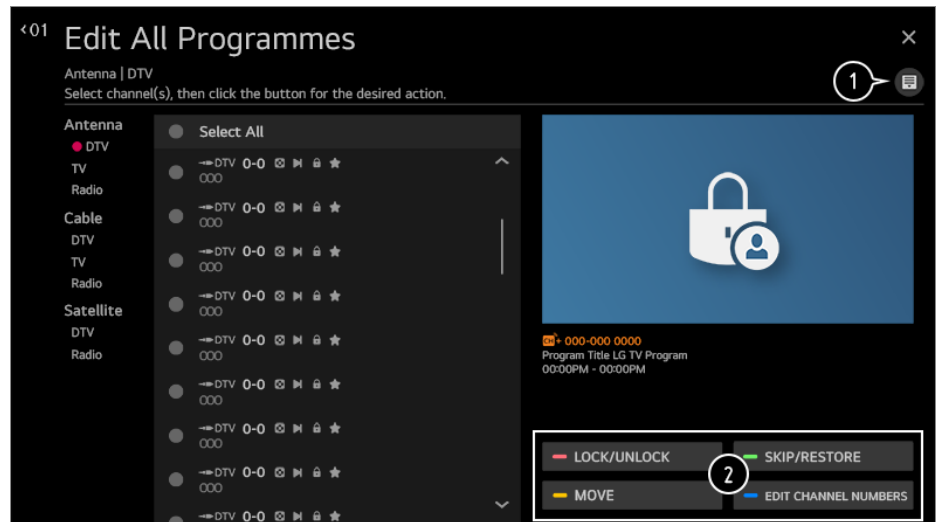 ‹01
Edit All Programmes
Antenna | DTV
Select channel(s), then click the button for the desired action.
1
Antenna
DTV
TV
Radio
Cable
DTV
TV
Radio
Satellite
DTV
Radio
Select All
DTV 0-0
000
DTV 0-0
000
DTV 0-0
000
DTV 0-0
000
DTV 0-0
000
DTV 0-0
000
DTV 0-0
000
DTV 0-0
000
DTV 0-0
CH+ 000-000 0000
Program Title LG TV Program
00:00PM - 00:00PM
LOCK/UNLOCK
SKIP/RESTORE
2
MOVE
EDIT CHANNEL NUMBERS